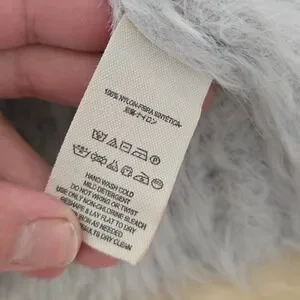 100% NYLON-FIBRA SINTETICA-
HAND WASH COLD
MILD DETERGENT
DO NOT WRING OR TWIST
USE ONLY NON-CHLORINE BLEACH
RESHAPE & LAY FLAT TO DRY
IRON AS NEEDED
DRY CLEAN